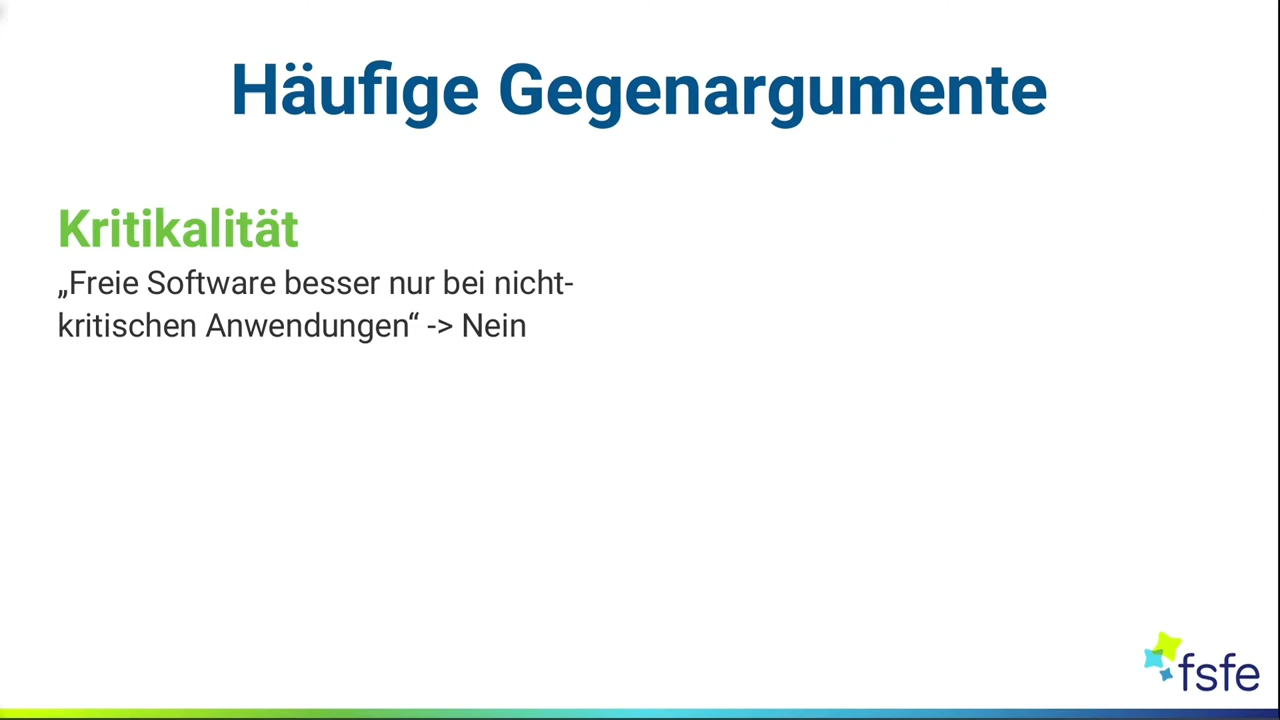 Häufige Gegenargumente
Kritikalität
„Freie Software besser nur bei nicht-
kritischen Anwendungen“ -> Nein
fsfe